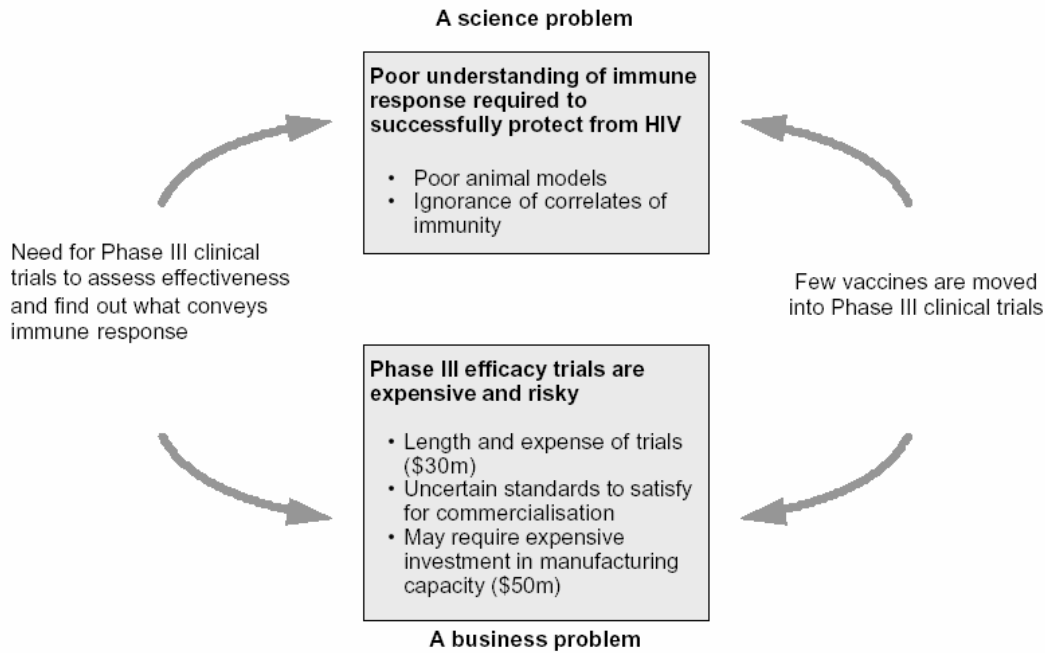 A science problem
Poor understanding of immune
response required to
successfully protect from HIV
• Poor animal models
• Ignorance of correlates of
immunity
Need for Phase III clinical
trials to assess effectiveness
and find out what conveys
immune response
Few vaccines are moved
into Phase III clinical trials
Phase III efficacy trials are
expensive and risky
• Length and expense of trials
($30m)
• Uncertain standards to satisfy
for commercialisation
• May require expensive
investment in manufacturing
capacity ($50m)
A business problem